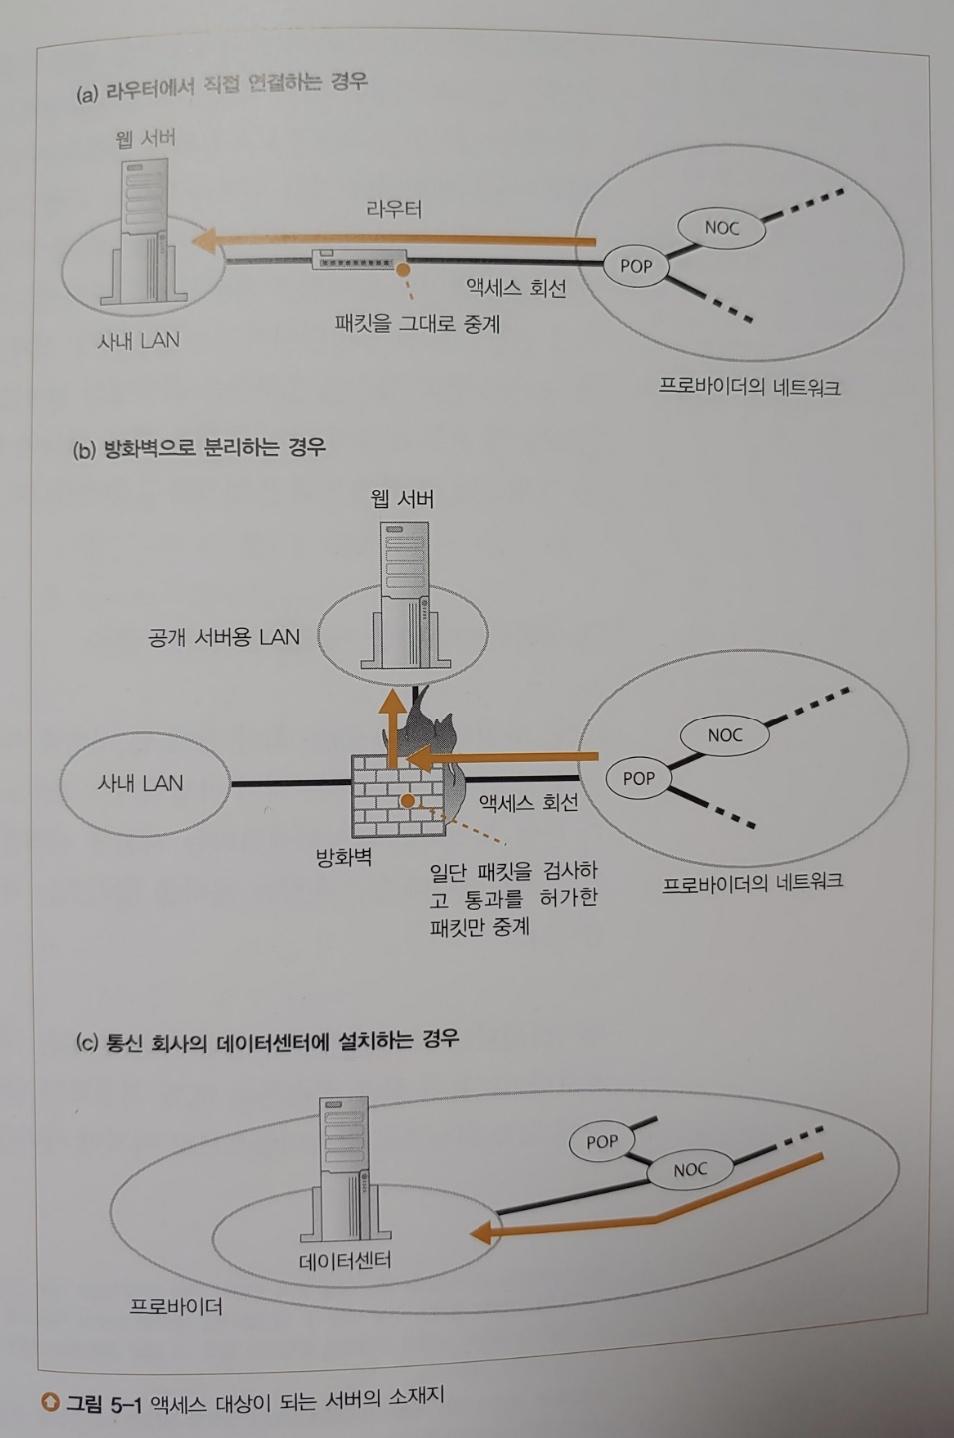 (a) 라우터에서 직접 연결하는 경우
웹 서버
라우터
NOC
POP
액세스 회선
패킷을 그대로 중계
사내 LAN
프로바이더의 네트워크
(b) 방화벽으로 분리하는 경우
웹 서버
공개 서버용 LAN
NOC
사내 LAN
POP
액세스 회선
방화벽
일단 패킷을 검사하
고 통과를 허가한
패킷만 중계
프로바이더의 네트워크
(c) 통신 회사의 데이터센터에 설치하는 경우
POP
NOC
데이터센터
프로바이더
그림 5-1 액세스 대상이 되는 서버의 소재지